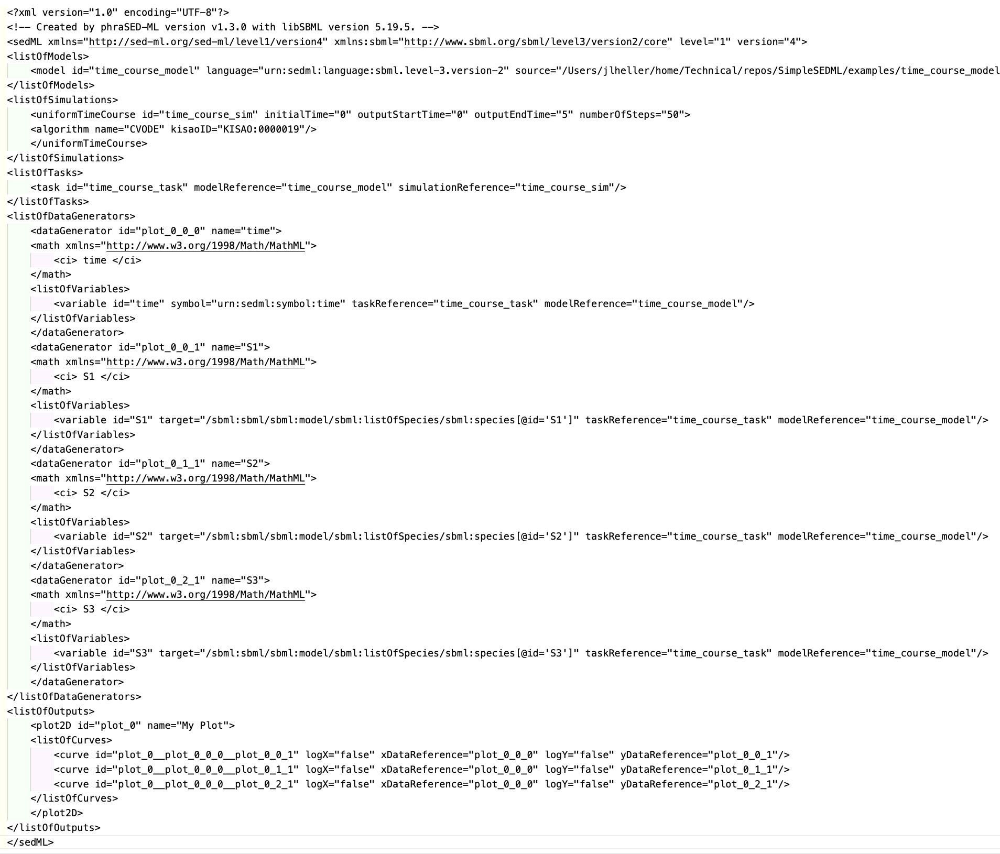 <?xml version="1.0" encoding="UTF-8"?>
<!-- Created by phraSED-ML version v1.3.0 with libSBML version 5.19.5. -->
<sedML xmlns="http://sed-ml.org/sed-ml/level1/version4" xmlns:sbml="http://www.sbml.org/sbml/level3/version2/core" level="1" version="4">
<listOfModels>
<model id="time_course_model" language="urn:sedml:language:sbml.level-3.version-2" source="/Users/jlheller/home/Technical/repos/SimpleSEDML/examples/time_course_model
</listOfModels>
<listOfSimulations>
<uniformTimeCourse id="time_course_sim" initialTime="0" outputStartTime="0" outputEndTime="5" numberOfSteps="50">
<algorithm name="CVODE" kisaoID="KISAO:0000019"/>
</uniformTimeCourse>
</listOfSimulations>
<listOfTasks>
<task id="time_course_task" modelReference="time_course_model" simulationReference="time_course_sim"/>
</listOfTasks>
<listOfDataGenerators>
<dataGenerator id="plot_0_0_0" name="time">
<math xmlns="http://www.w3.org/1998/Math/MathML">
<ci> time </ci>
</math>
<listOfVariables>
<variable id="time" symbol="urn:sedml:symbol:time" taskReference="time_course_task" modelReference="time_course_model"/>
</listOfVariables>
</dataGenerator>
<dataGenerator id="plot_0_0_1" name="S1">
<math xmlns="http://www.w3.org/1998/Math/MathML">
<ci> S1 </ci>
</math>
<listOfVariables>
<variable id="S1" target="/sbml:sbml/sbml:model/sbml:listOfSpecies/sbml:species[@id='S1']" taskReference="time_course_task" modelReference="time_course_model"/>
</listOfVariables>
</dataGenerator>
<dataGenerator id="plot_0_1_1" name="S2">
<math xmlns="http://www.w3.org/1998/Math/MathML">
<ci> S2 </ci>
</math>
<listOfVariables>
<variable id="S2" target="/sbml:sbml/sbml:model/sbml:listOfSpecies/sbml:species[@id='S2']" taskReference="time_course_task" modelReference="time_course_model"/>
</listOfVariables>
</dataGenerator>
<dataGenerator id="plot_0_2_1" name="S3">
<math xmlns="http://www.w3.org/1998/Math/MathML">
<ci> S3 </ci>
</math>
<listOfVariables>
<variable id="S3" target="/sbml:sbml/sbml:model/sbml:listOfSpecies/sbml:species[@id='S3']" taskReference="time_course_task" modelReference="time_course_model"/>
</listOfVariables>
</dataGenerator>
</listOfDataGenerators>
<listOfOutputs>
<plot2D id="plot_0" name="My Plot">
<listOfCurves>
<curve id="plot_0__plot_0_0_0__plot_0_0_1" logX="false" xDataReference="plot_0_0_0" logY="false" yDataReference="plot_0_0_1"/>
<curve id="plot_0__plot_0_0_0__plot_0_1_1" logX="false" xDataReference="plot_0_0_0" logY="false" yDataReference="plot_0_1_1"/>
<curve id="plot_0__plot_0_0_0__plot_0_2_1" logX="false" xDataReference="plot_0_0_0" logY="false" yDataReference="plot_0_2_1"/>
</listOfCurves>
</plot2D>
</listOfOutputs>
</sedML>